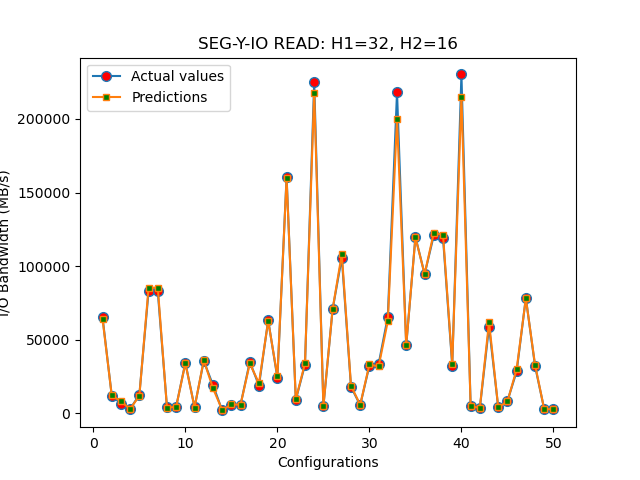 SEG-Y-IO READ: H1=32, H2=16
Actual values
Predictions
200000
150000
100000
50000
0
I/O Bandwidth (MB/s)
0 10 20 30 40 50
Configurations